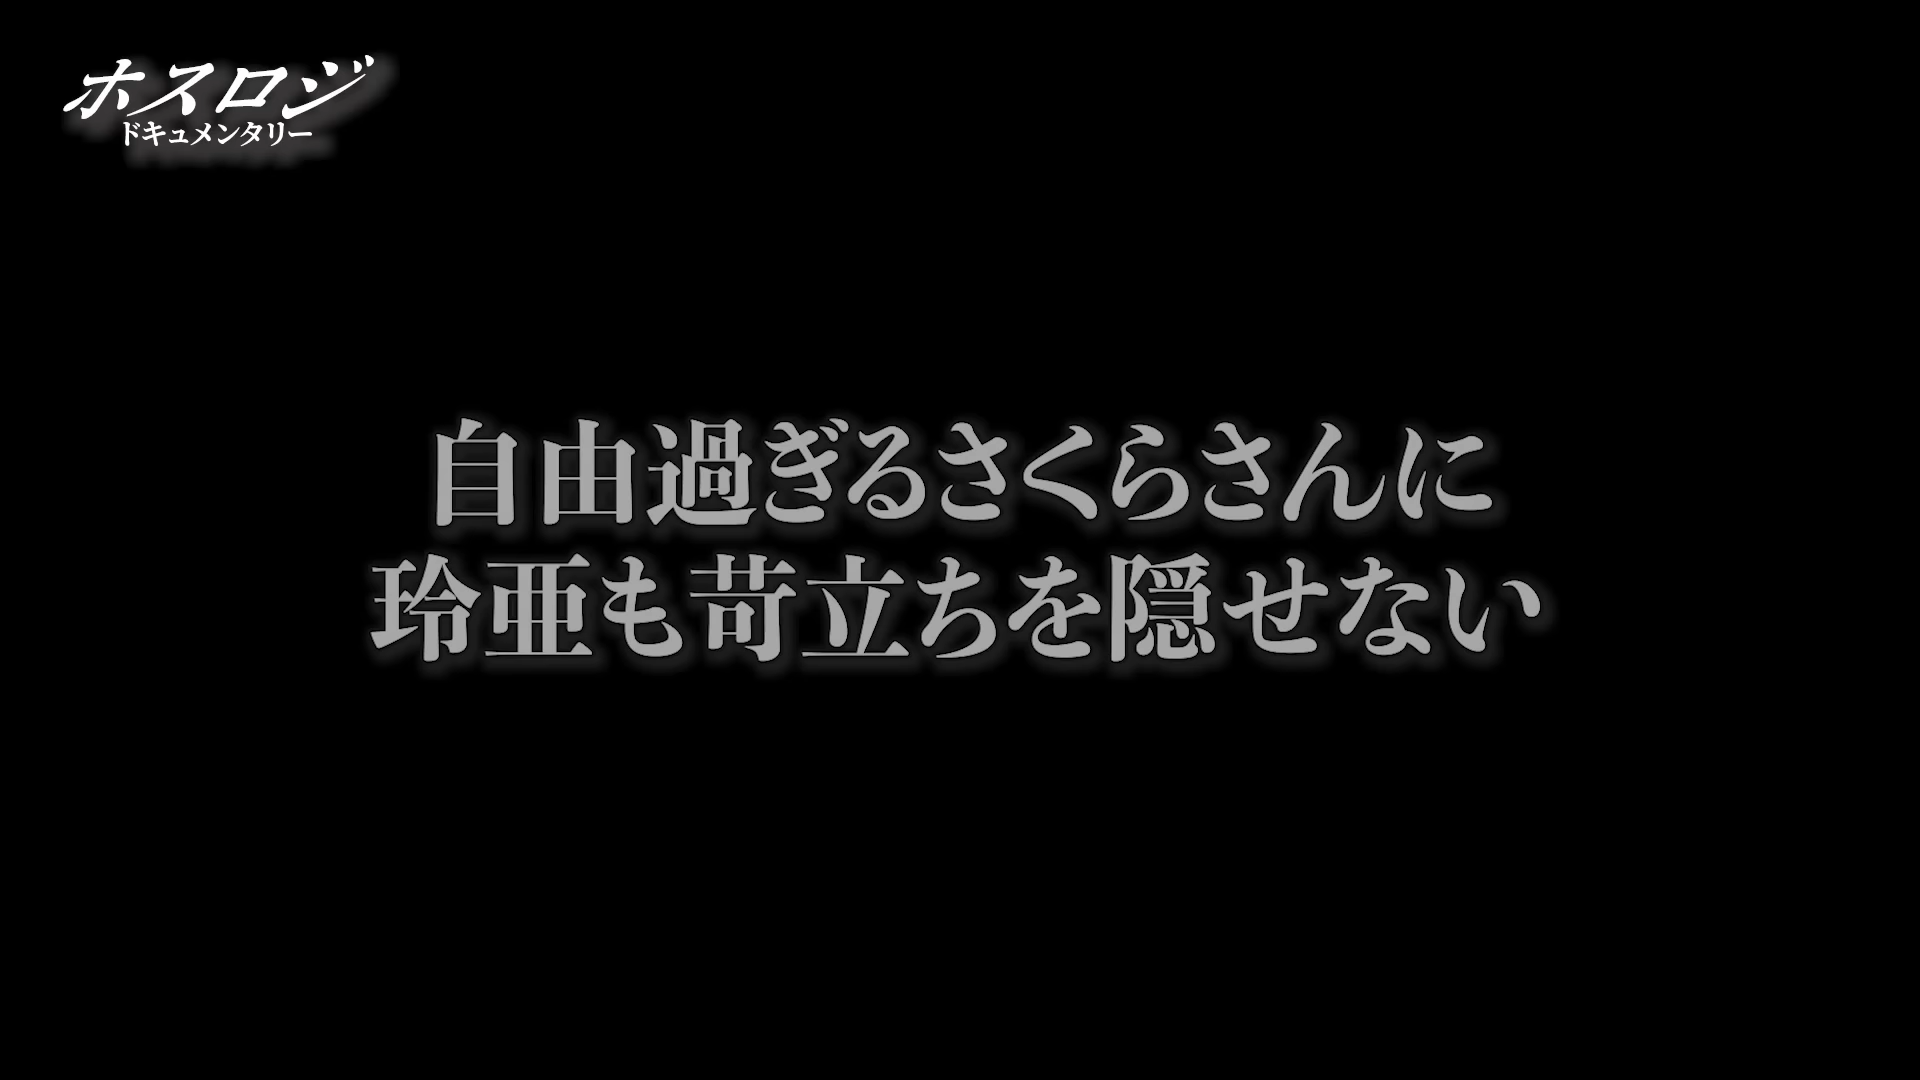 ホスロジ
ドキュメンタリー
自由過ぎるさくらさんに
玲亜も苛立ちを隠せない